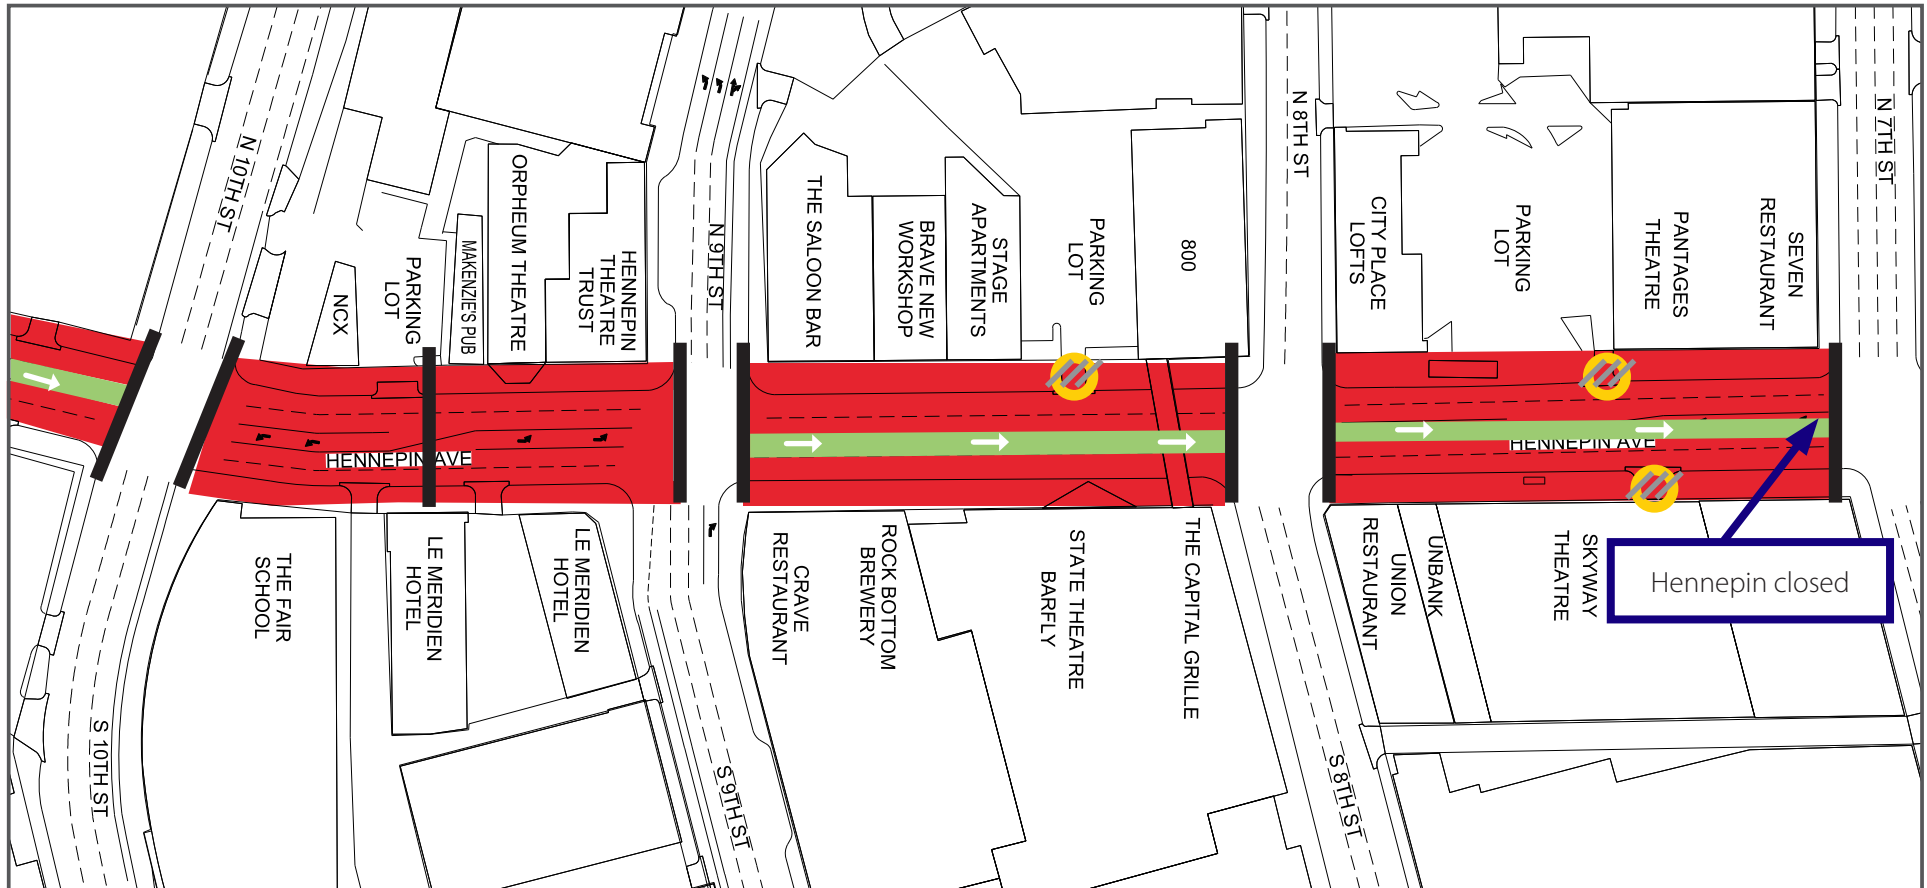 N 10TH ST
NCX
PARKING
LOT
MAKENZIE'S PUB
ORPHEUM THEATRE
HENNEPIN
THEATRE
TRUST
N 9TH ST
THE SALOON BAR
BRAVE NEW
WORKSHOP
STAGE
APARTMENTS
PARKING
LOT
800
N 8TH ST
CITY PLACE
LOFTS
PARKING
LOT
PANTAGES
THEATRE
SEVEN
RESTAURANT
N 7TH ST
HENNEPIN AVE
HENNEPIN AVE
S 10TH ST
THE FAIR
SCHOOL
LE MERIDIEN
HOTEL
LE MERIDIEN
HOTEL
S 9TH ST
CRAVE
RESTAURANT
ROCK BOTTOM
BREWERY
STATE THEATRE
BARFLY
THE CAPITAL GRILLE
S 8TH ST
UNION
RESTAURANT
UNBANK
SKYWAY
THEATRE
Hennepin closed